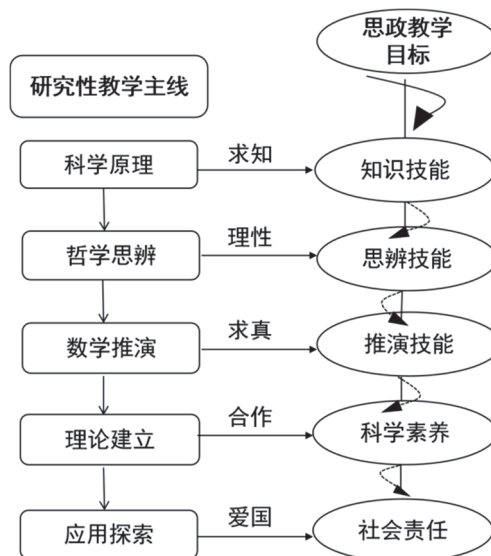 思政教学
目标
研究性教学主线
科学原理
求知
知识技能
哲学思辨
理性
思辨技能
数学推演
求真
推演技能
理论建立
合作
科学素养
应用探索
爱国
社会责任